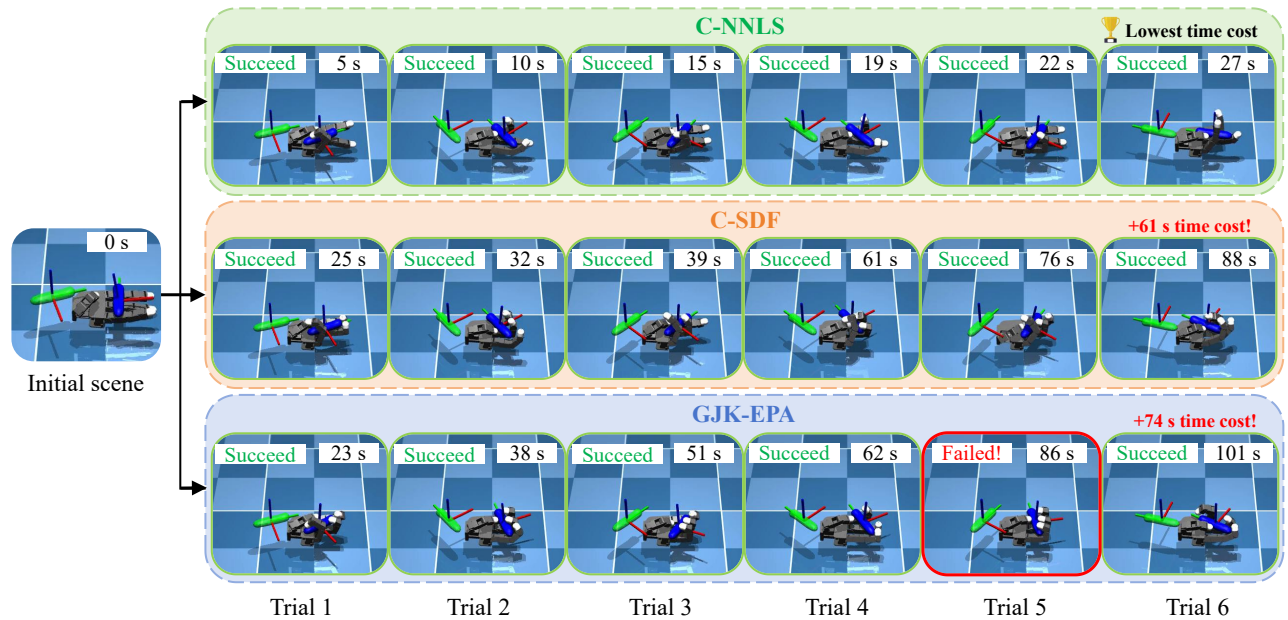 C-NNLS
Lowest time cost
Succeed 5 s
Succeed 10 s
Succeed 15 s
Succeed 19 s
Succeed 22 s
Succeed 27 s
0 s
Initial scene
C-SDF
+61 s time cost!
Succeed 25 s
Succeed 32 s
Succeed 39 s
Succeed 61 s
Succeed 76 s
Succeed 88 s
GJK-EPA
+74 s time cost!
Succeed 23 s
Succeed 38 s
Succeed 51 s
Succeed 62 s
Failed! 86 s
Succeed 101 s
Trial 1
Trial 2
Trial 3
Trial 4
Trial 5
Trial 6